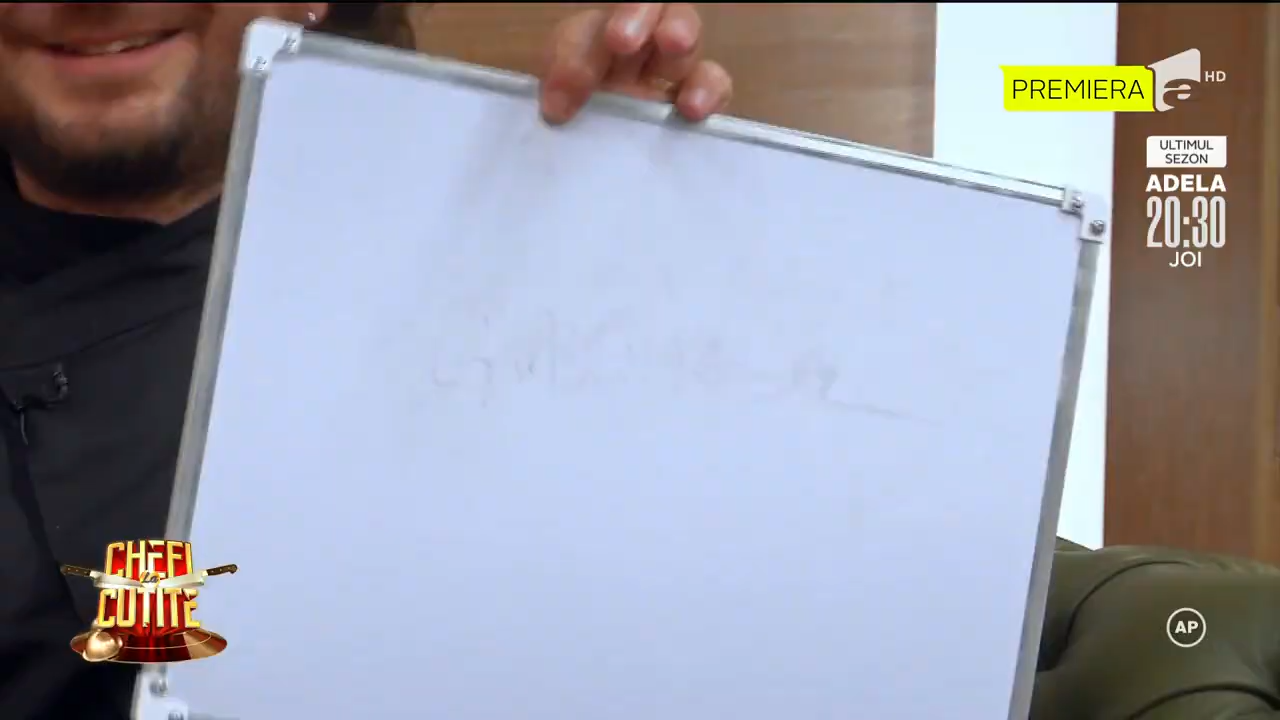 PREMIERA a HD
ULTIMUL
SEZON
ADELA
20:30
JOI
CHEFI
La
CUȚITE
AP